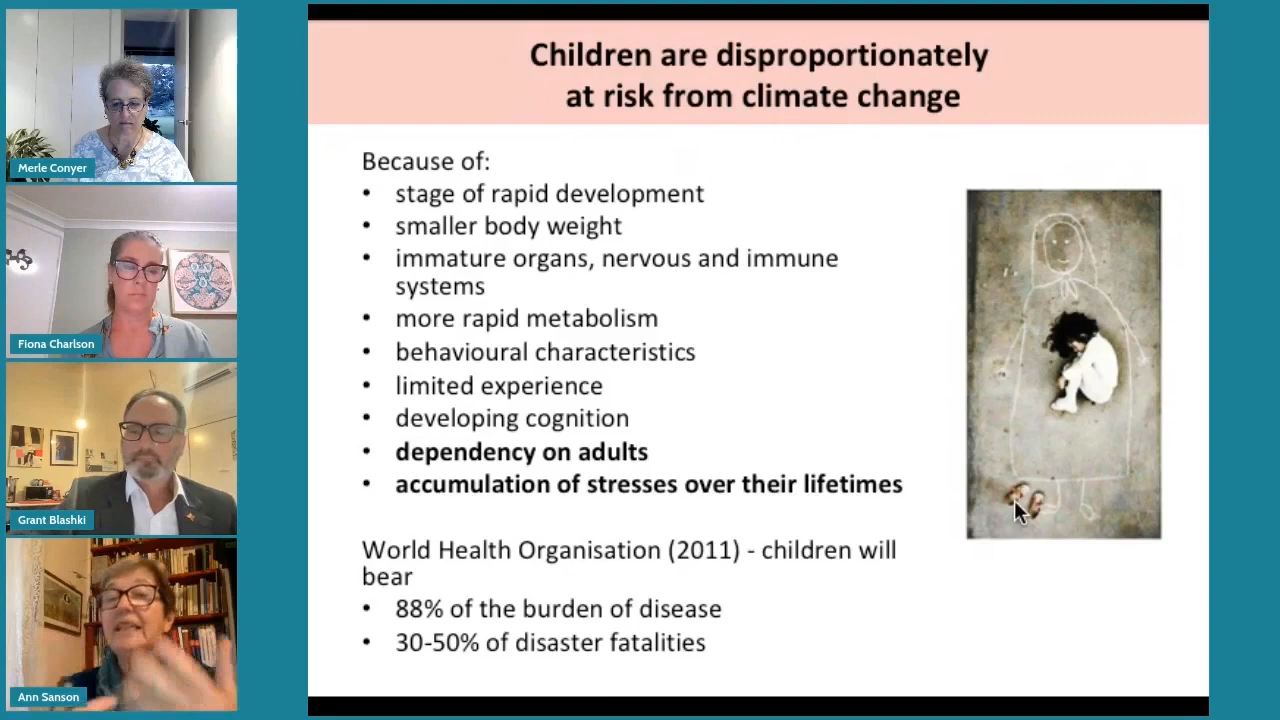 Merle Conyer
Fiona Charlson
Grant Blashki
Ann Sanson
Children are disproportionately
at risk from climate change
Because of:
• stage of rapid development
• smaller body weight
• immature organs, nervous and immune
systems
• more rapid metabolism
• behavioural characteristics
• limited experience
• developing cognition
• dependency on adults
• accumulation of stresses over their lifetimes
World Health Organisation (2011) - children will
bear
• 88% of the burden of disease
• 30-50% of disaster fatalities